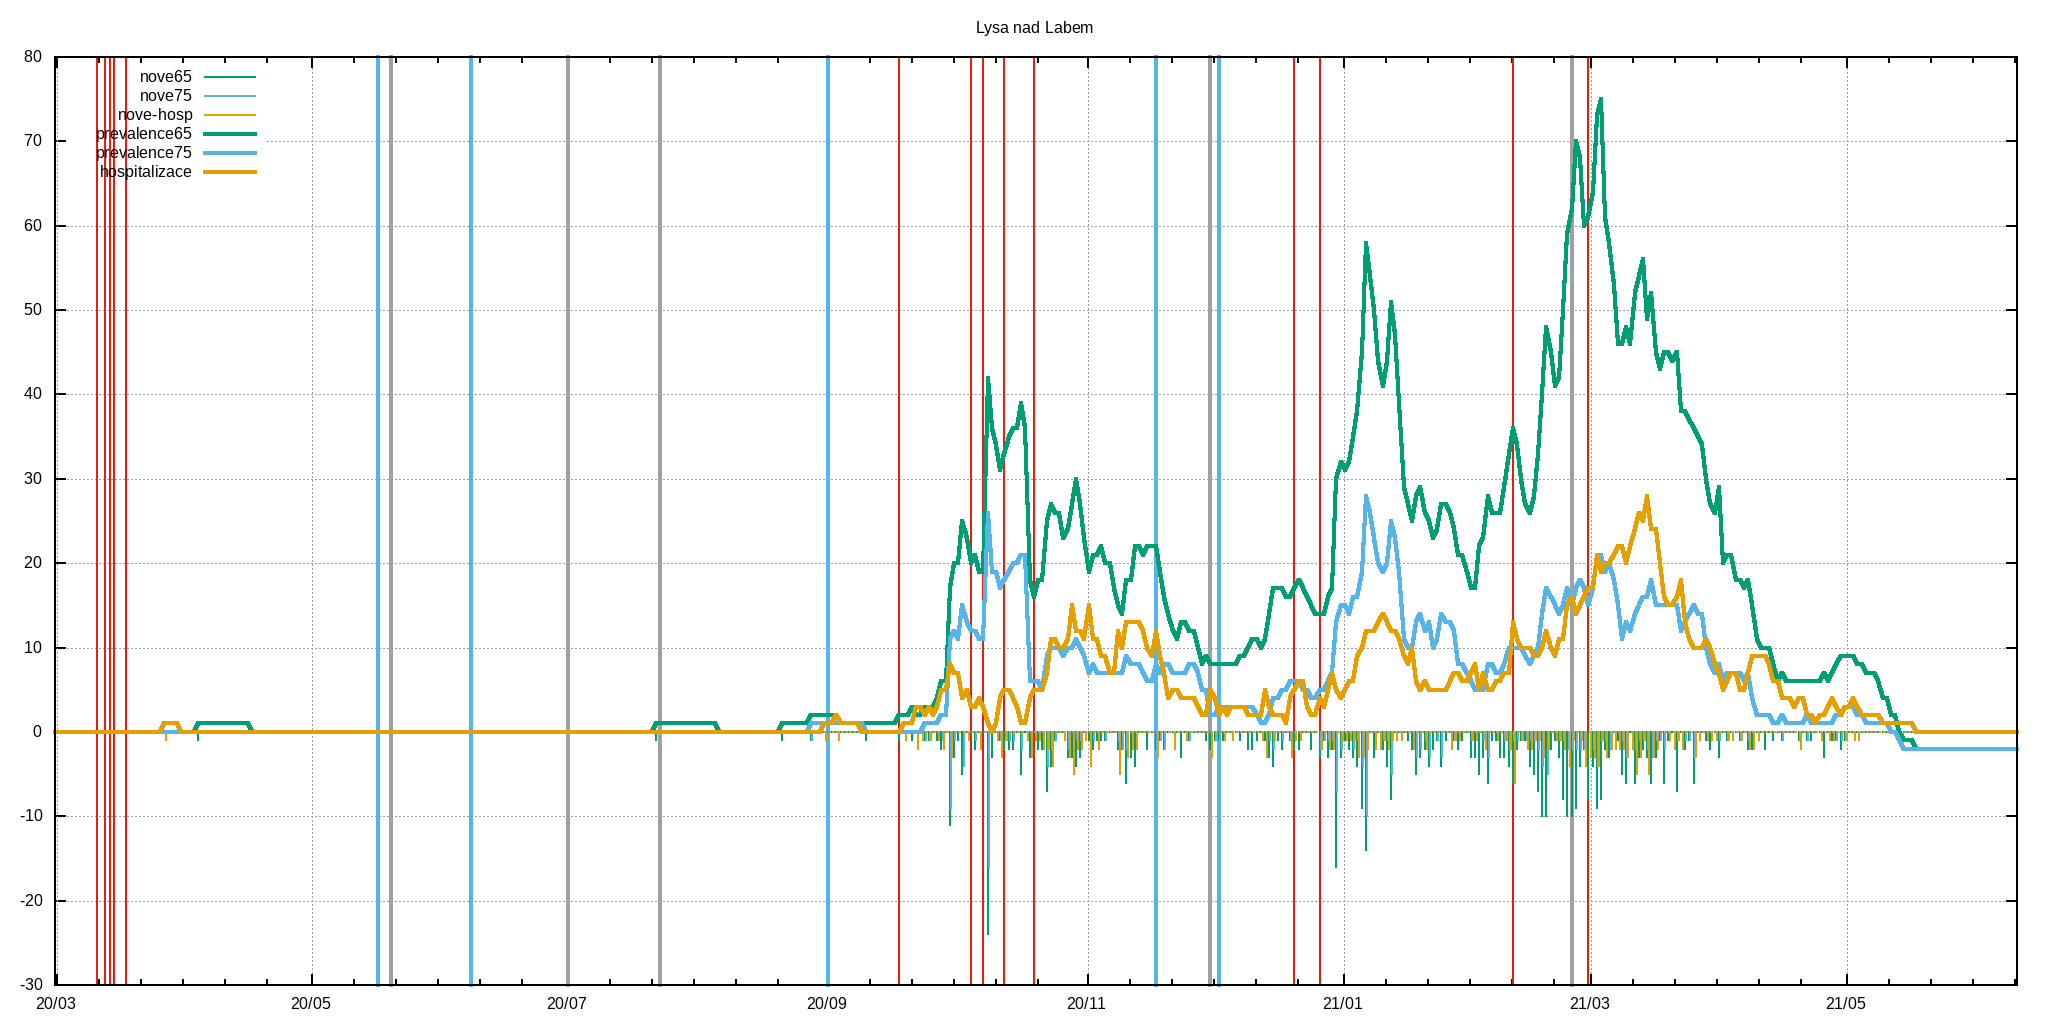 Lysa nad Labem
80
70
60
50
40
30
20
10
0
-10
-20
-30
nove65
nove75
nove-hosp
prevalence65
prevalence75
hospitalizace
20/03 20/05 20/07 20/09 20/11 21/01 21/03 21/05